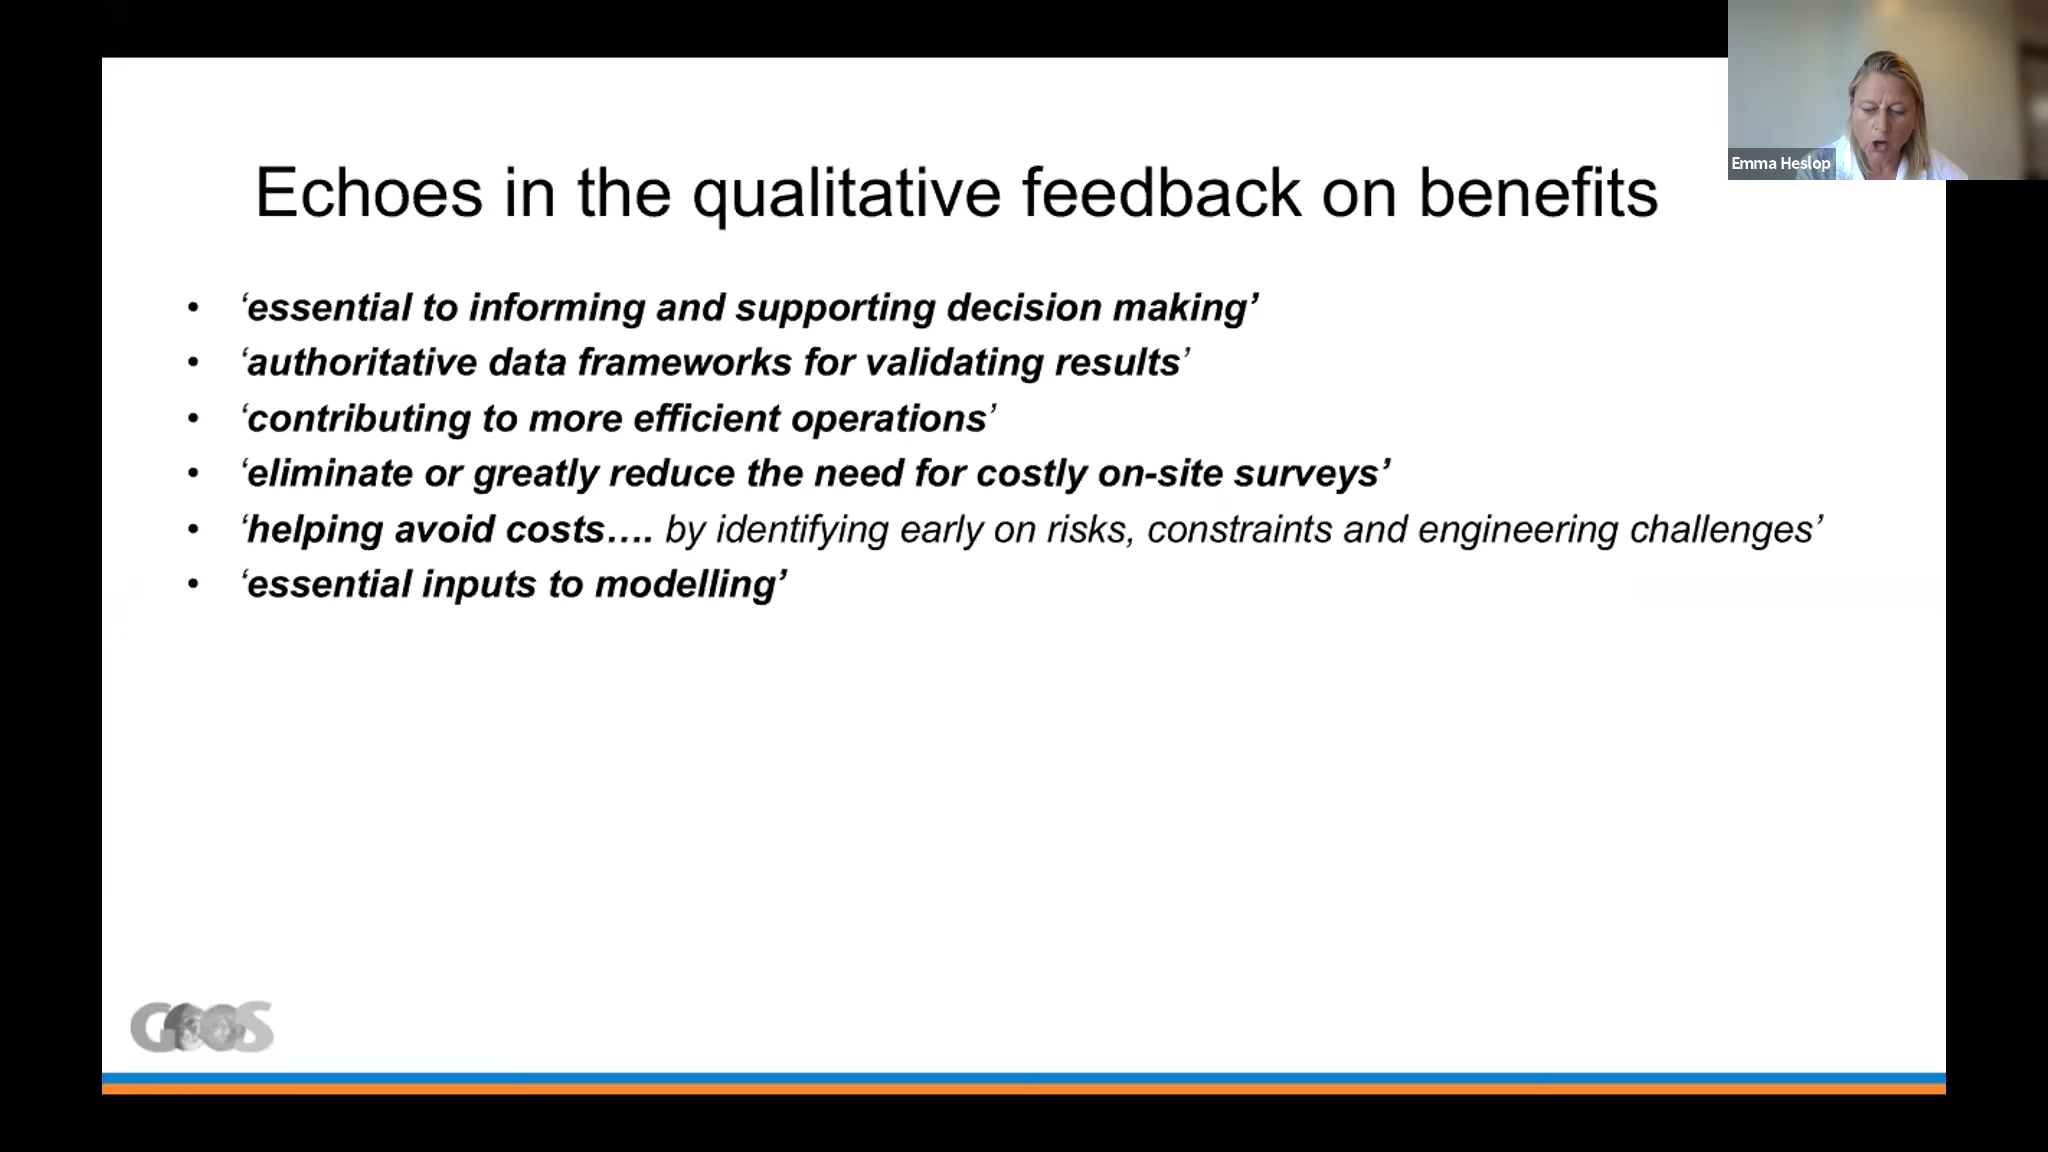 Emma Heslop
Echoes in the qualitative feedback on benefits
• ‘essential to informing and supporting decision making’
• ‘authoritative data frameworks for validating results’
• ‘contributing to more efficient operations’
• ‘eliminate or greatly reduce the need for costly on-site surveys’
• ‘helping avoid costs…. by identifying early on risks, constraints and engineering challenges’
• ‘essential inputs to modelling’
GOOS